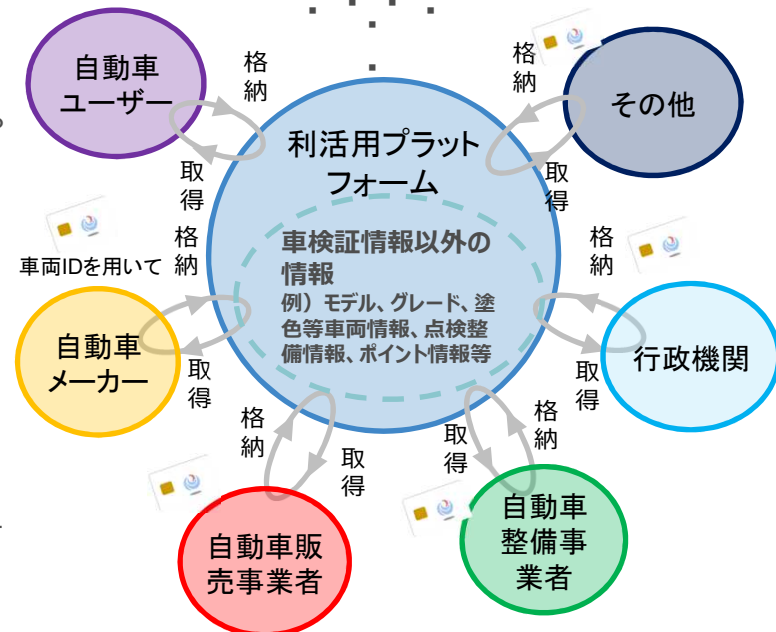 自動車
ユーザー
格納
取得
格納
取得
その他
利活用プラット
フォーム
車検証情報以外の
情報
例）モデル、グレード、塗
色等車両情報、点検整
備情報、ポイント情報等
車両IDを用いて
格納
取得
自動車
メーカー
格納
取得
行政機関
格納
取得
自動車販
売事業者
取得
格納
自動車
整備事
業者